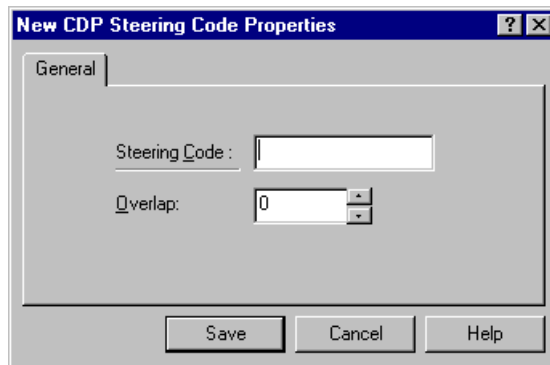 New CDP Steering Code Properties
General
Steering Code :
Overlap: 0
Save Cancel Help